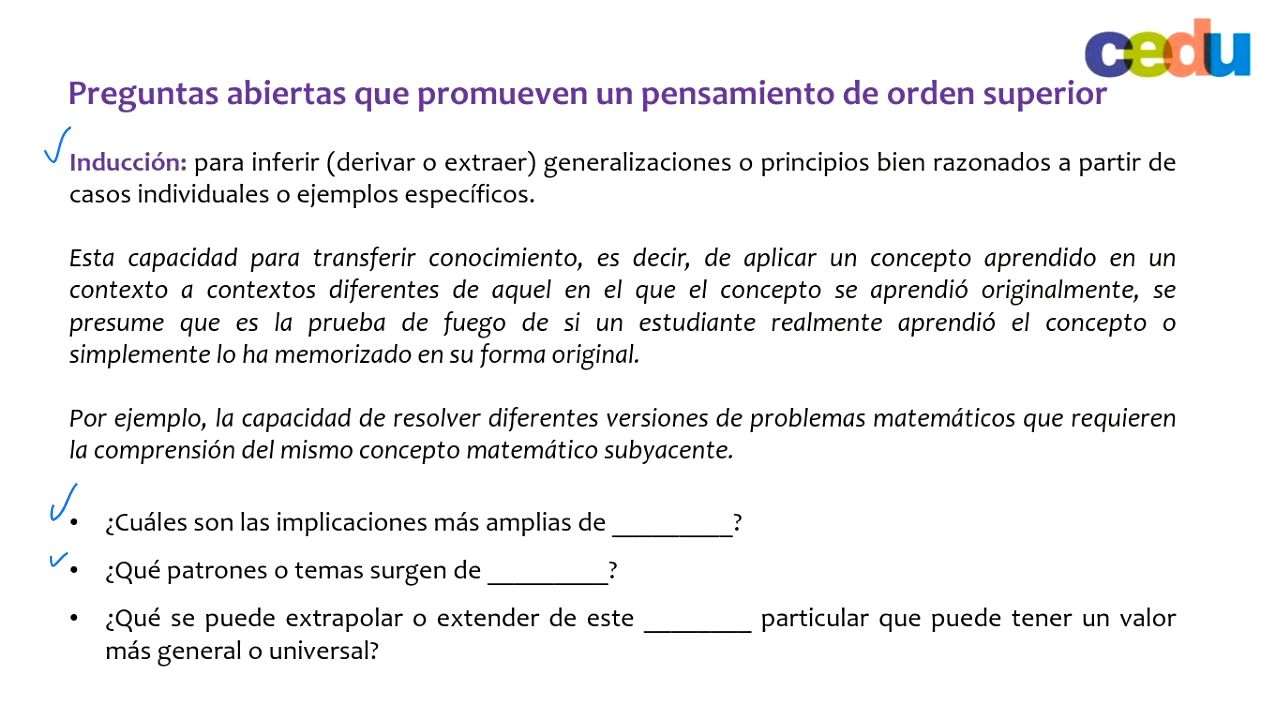 cedu
Preguntas abiertas que promueven un pensamiento de orden superior
Inducción: para inferir (derivar o extraer) generalizaciones o principios bien razonados a partir de
casos individuales o ejemplos específicos.
Esta capacidad para transferir conocimiento, es decir, de aplicar un concepto aprendido en un
contexto a contextos diferentes de aquel en el que el concepto se aprendió originalmente, se
presume que es la prueba de fuego de si un estudiante realmente aprendió el concepto o
simplemente lo ha memorizado en su forma original.
Por ejemplo, la capacidad de resolver diferentes versiones de problemas matemáticos que requieren
la comprensión del mismo concepto matemático subyacente.
• ¿Cuáles son las implicaciones más amplias de _________?
• ¿Qué patrones o temas surgen de _________?
• ¿Qué se puede extrapolar o extender de este ________ particular que puede tener un valor
más general o universal?